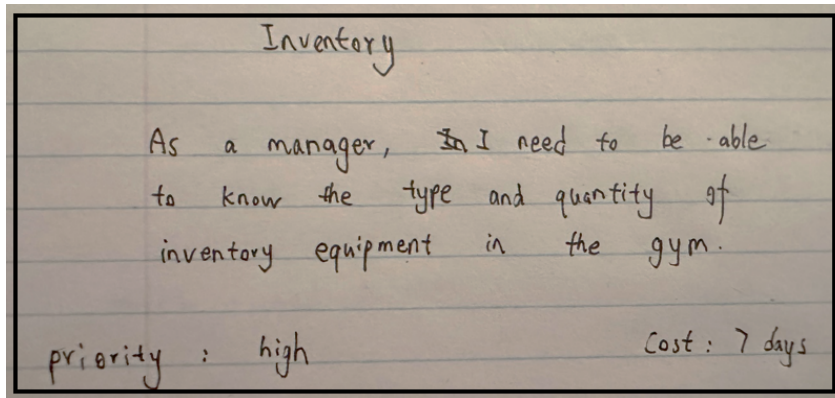 Inventory
As a manager, I need to be able
to know the type and quantity of
inventory equipment in the gym.
priority : high Cost : 7 days